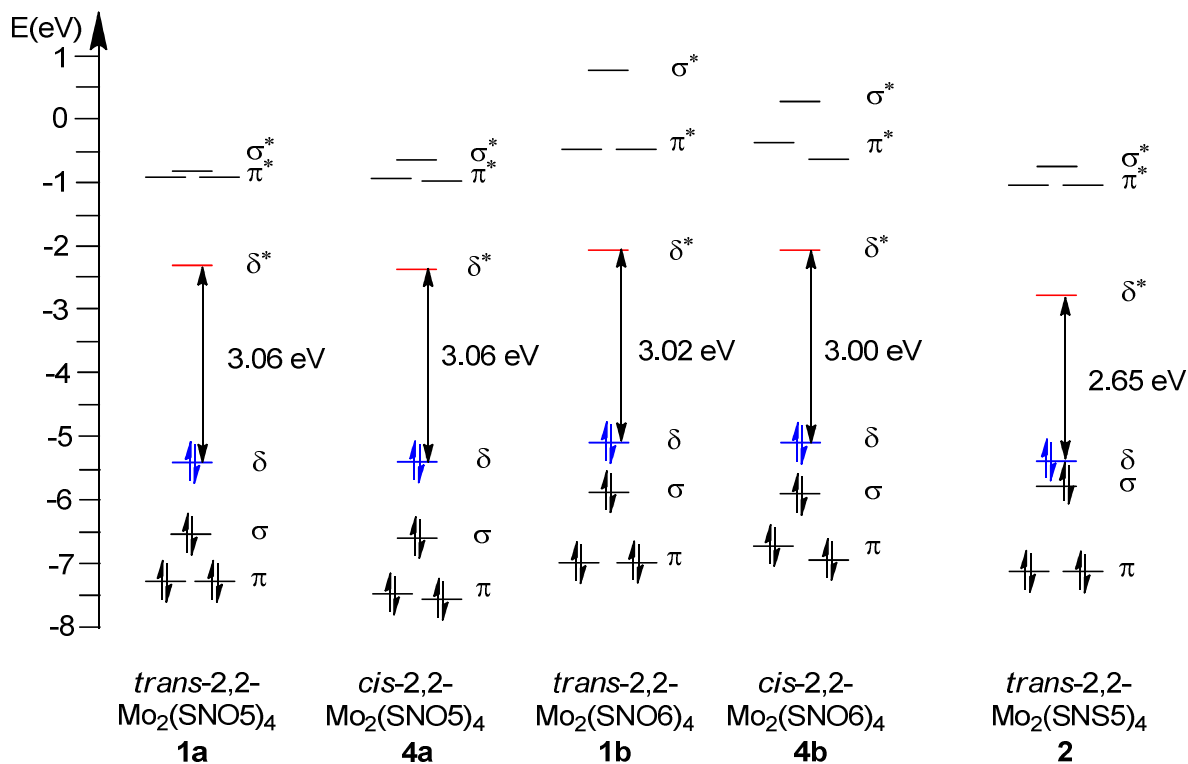 E(eV)
1
0
-1
-2
-3
-4
-5
-6
-7
-8
σ*
π*
δ*
3.06 eV
δ
σ
π
σ*
π*
δ*
3.06 eV
δ
σ
π
σ*
π*
δ*
3.02 eV
δ
σ
π
σ*
π*
δ*
3.00 eV
δ
σ
π
σ*
π*
δ*
2.65 eV
δ
σ
π
trans-2,2-
Mo₂(SNO5)₄
1a
cis-2,2-
Mo₂(SNO5)₄
4a
trans-2,2-
Mo₂(SNO6)₄
1b
cis-2,2-
Mo₂(SNO6)₄
4b
trans-2,2-
Mo₂(SNS5)₄
2